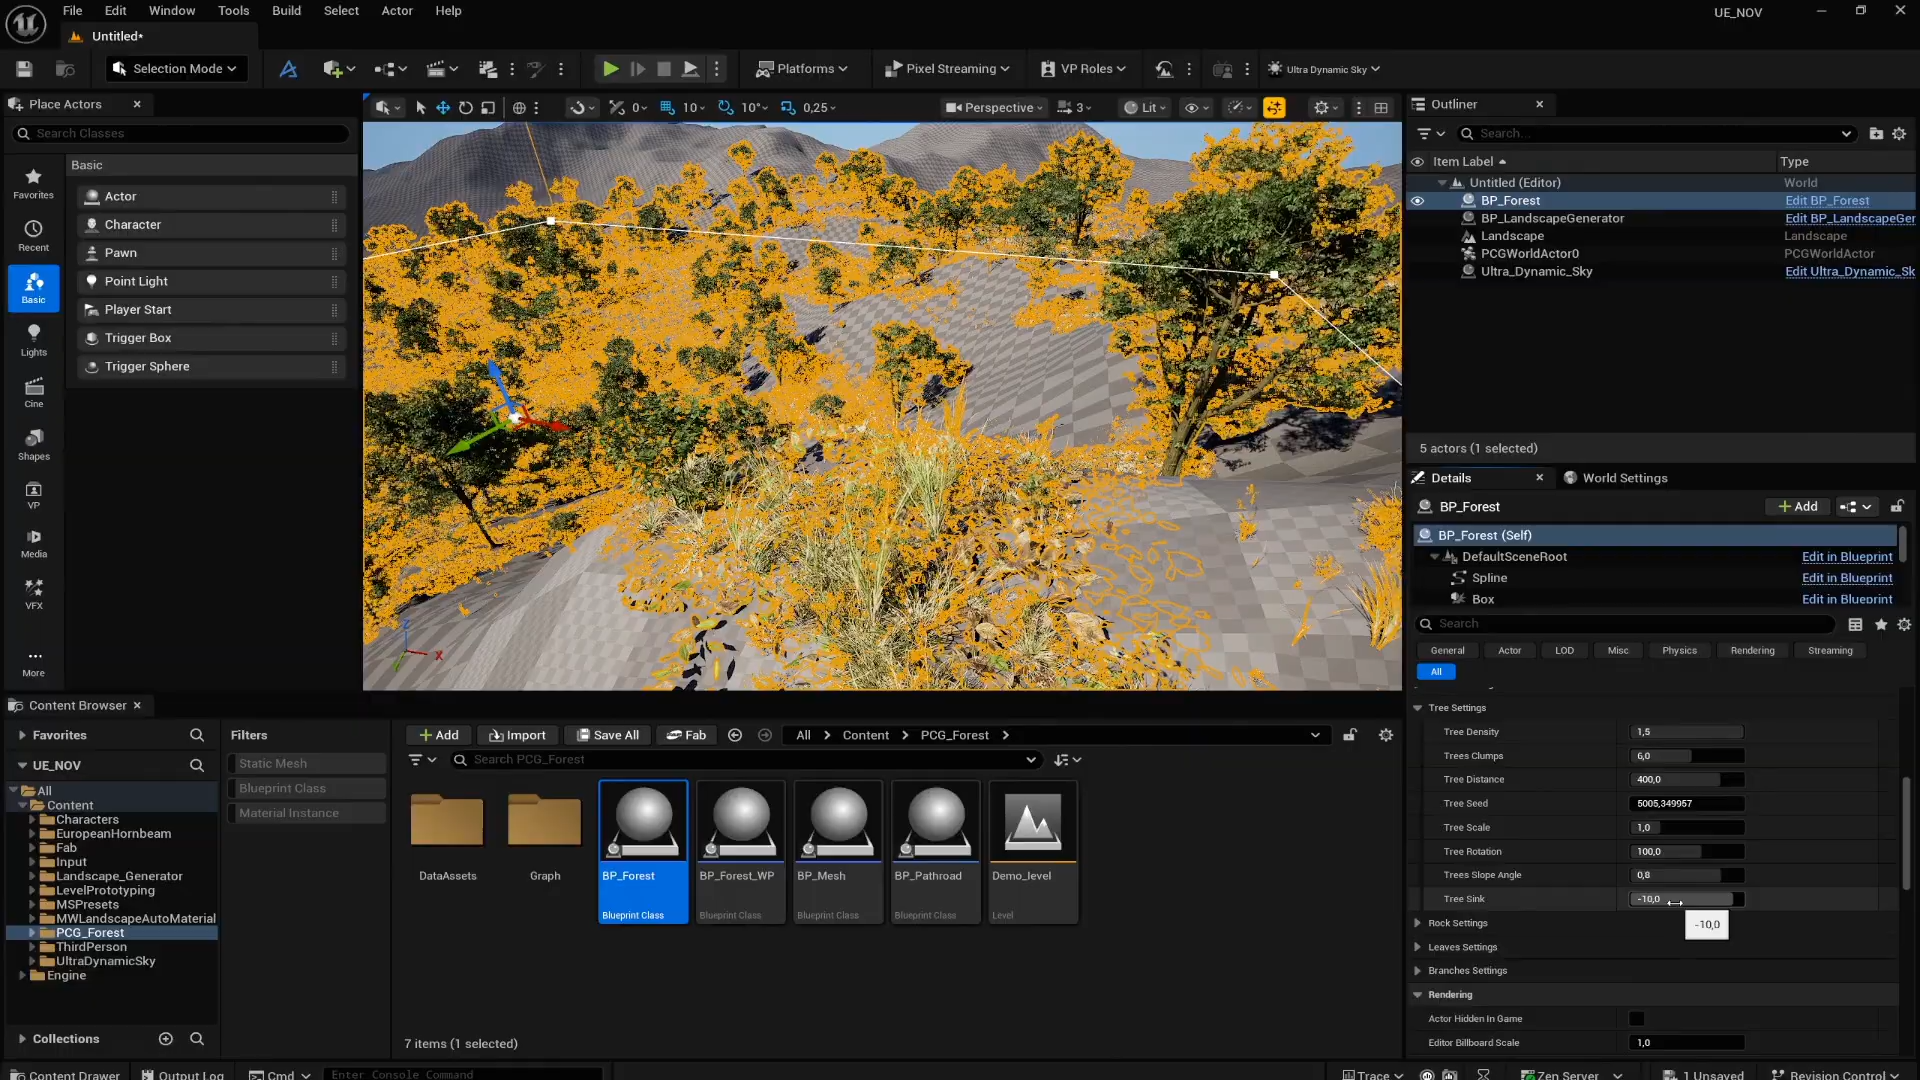 File Edit Window Tools Build Select Actor Help
UE_NOV
Untitled*
Selection Mode
Platforms
Pixel Streaming
VP Roles
Ultra Dynamic Sky
Place Actors
Search Classes
Basic
Favorites
Recent
Basic
Lights
Cine
Shapes
VP
Media
VFX
More
Actor
Character
Pawn
Point Light
Player Start
Trigger Box
Trigger Sphere
0
10
10°
0,25
Perspective
3
Lit
Z
X
Outliner
Search...
Item Label Type
Untitled (Editor) World
BP_Forest Edit BP_Forest
BP_LandscapeGenerator Edit BP_LandscapeGer
Landscape Landscape
PCGWorldActor0 PCGWorldActor
Ultra_Dynamic_Sky Edit Ultra_Dynamic_Sk
5 actors (1 selected)
Details World Settings
BP_Forest
Add
BP_Forest (Self)
DefaultSceneRoot Edit in Blueprint
Spline Edit in Blueprint
Box Edit in Blueprint
Search
General Actor LOD Misc Physics Rendering Streaming
All
Tree Settings
Tree Density 1,5
Trees Clumps 6,0
Tree Distance 400,0
Tree Seed 5005,349957
Tree Scale 1,0
Tree Rotation 100,0
Trees Slope Angle 0,8
Tree Sink -10,0
-10,0
Rock Settings
Leaves Settings
Branches Settings
Rendering
Actor Hidden In Game
Editor Billboard Scale 1,0
Content Browser
Favorites
UE_NOV
All
Content
Characters
EuropeanHornbeam
Fab
Input
Landscape_Generator
LevelPrototyping
MSPresets
MWLandscapeAutoMaterial
PCG_Forest
ThirdPerson
UltraDynamicSky
Engine
Collections
Filters
Static Mesh
Blueprint Class
Material Instance
Add Import Save All Fab All Content PCG_Forest
Search PCG_Forest
DataAssets
Graph
BP_Forest
Blueprint Class
BP_Forest_WP
Blueprint Class
BP_Mesh
Blueprint Class
BP_Pathroad
Blueprint Class
Demo_level
Level
7 items (1 selected)
Content Drawer Output Log Cmd Enter Console Command Trace Zen Server 1 Unsaved Revision Control